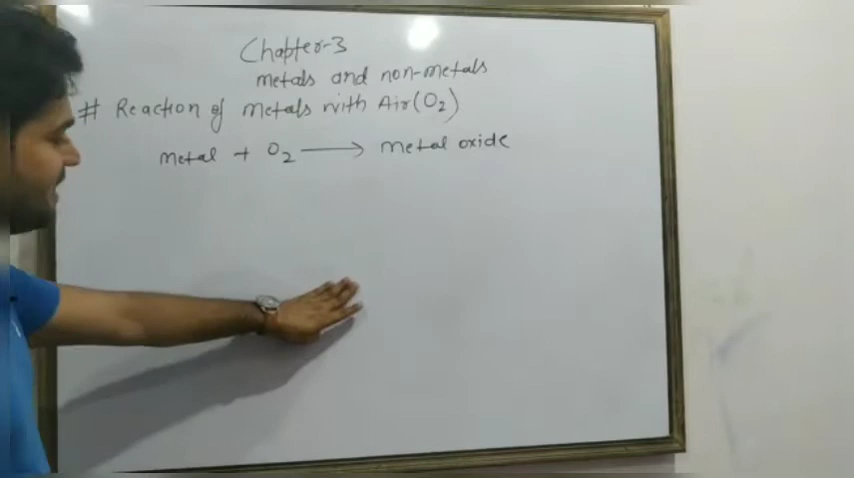 Chapter-3
metals and non-metals
# Reaction of metals with Air(O2)
metal + O2 ⟶ metal oxide